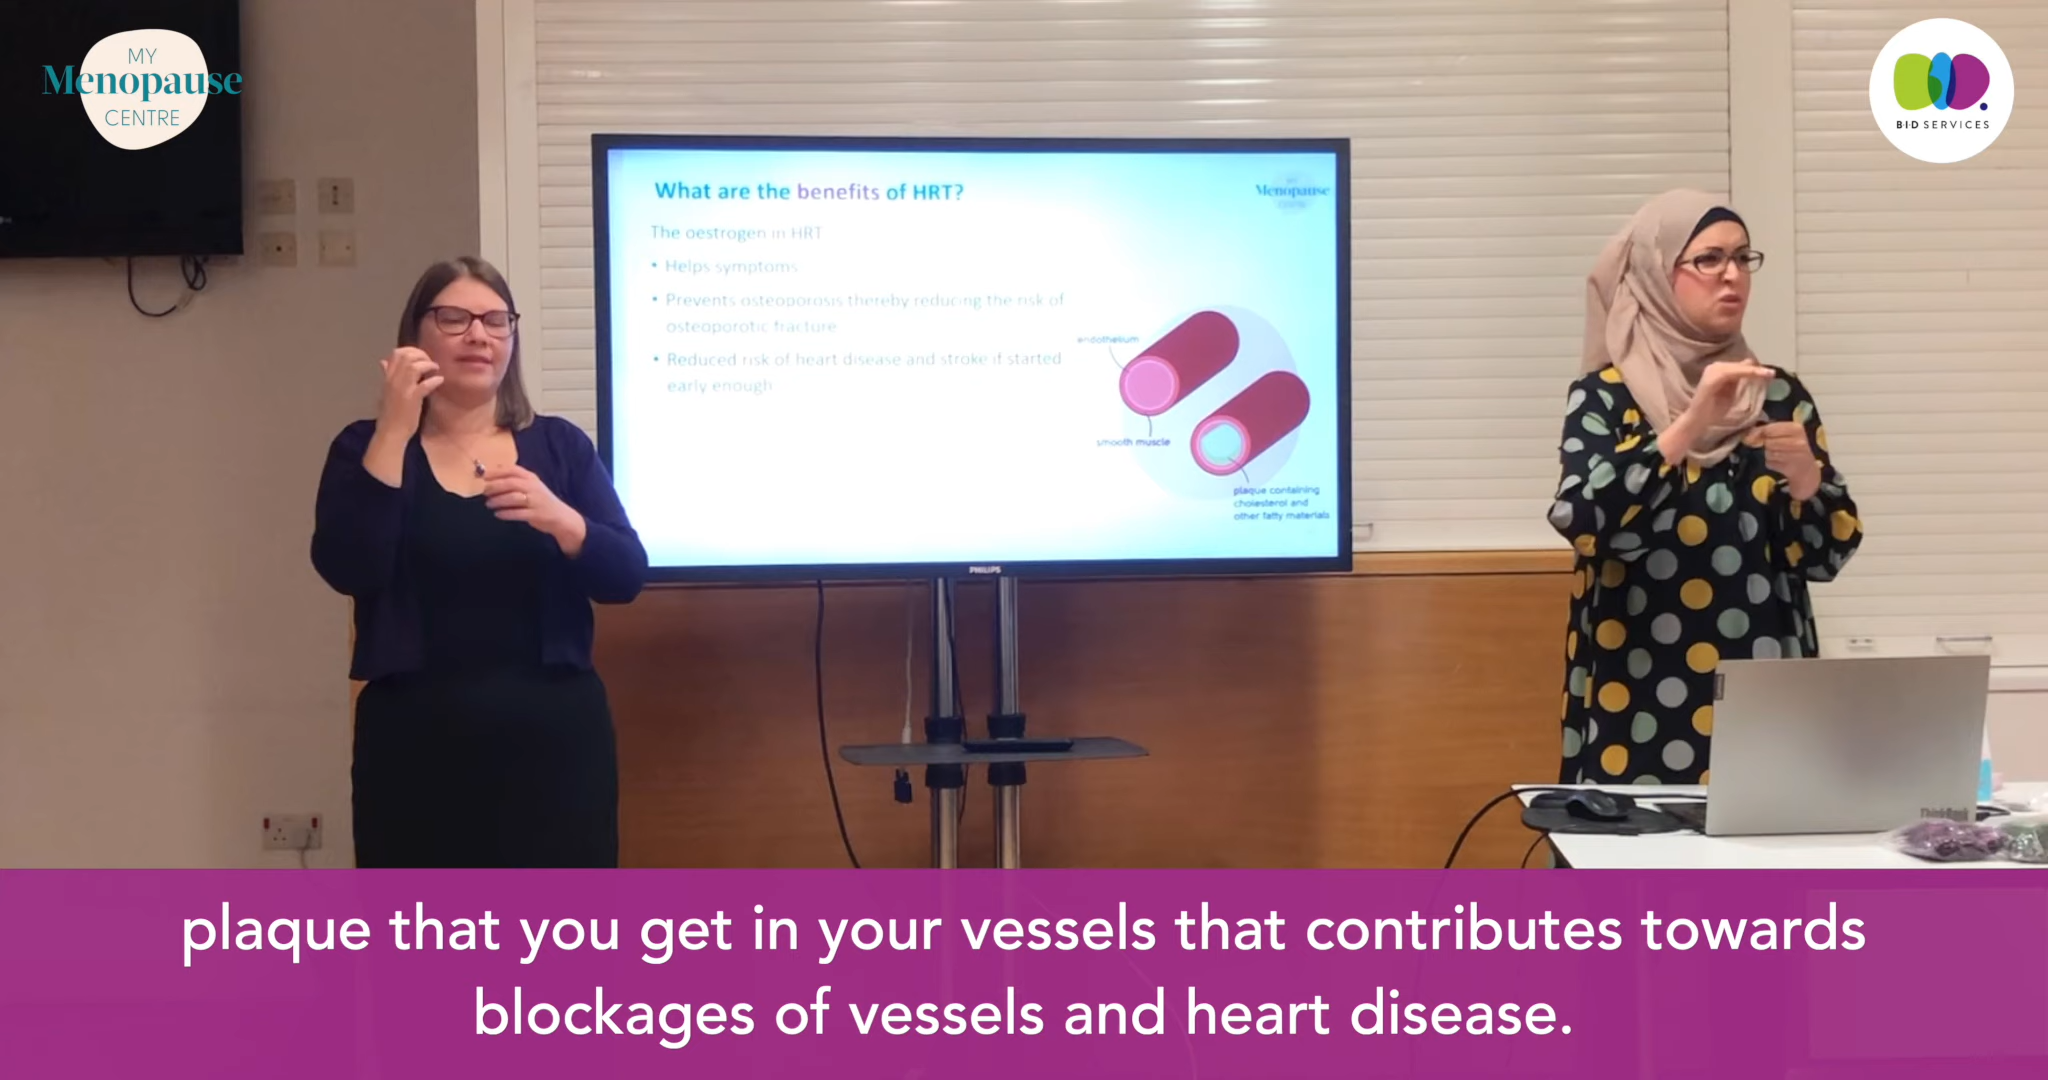 MY
Menopause
CENTRE
BID SERVICES
What are the benefits of HRT?
Menopause
The oestrogen in HRT
• Helps symptoms
• Prevents osteoporosis thereby reducing the risk of
osteoporotic fracture
• Reduced risk of heart disease and stroke if started
early enough
endothelium
smooth muscle
plaque containing
cholesterol and
other fatty materials
PHILIPS
ThinkBook
plaque that you get in your vessels that contributes towards
blockages of vessels and heart disease.